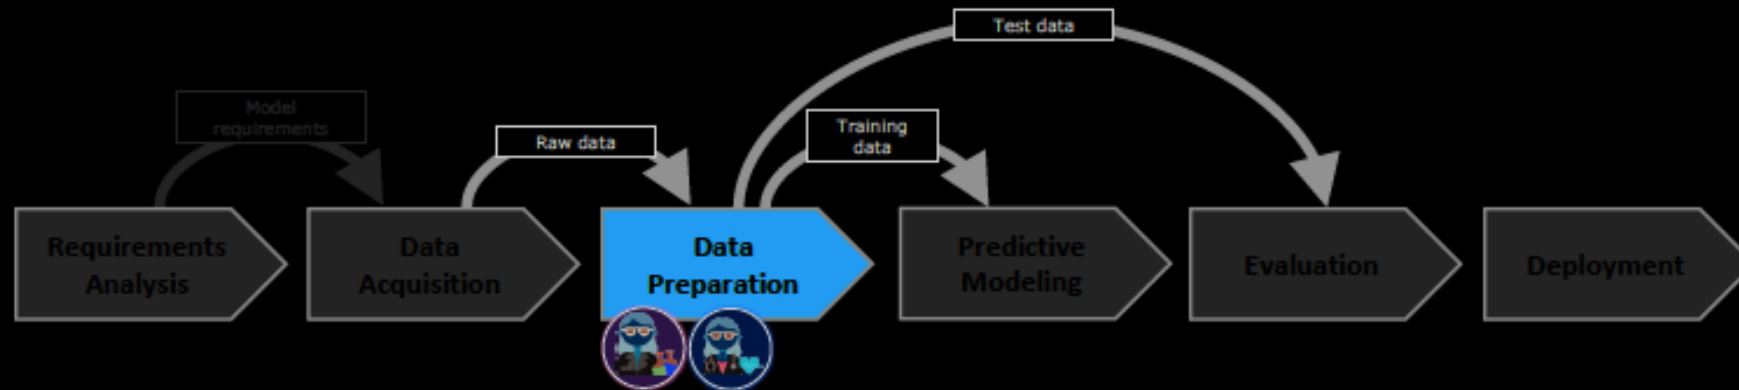 Test data
Model
requirements
Training
data
Raw data
Requirements
Analysis
Data
Acquisition
Data
Preparation
Predictive
Modeling
Evaluation
Deployment